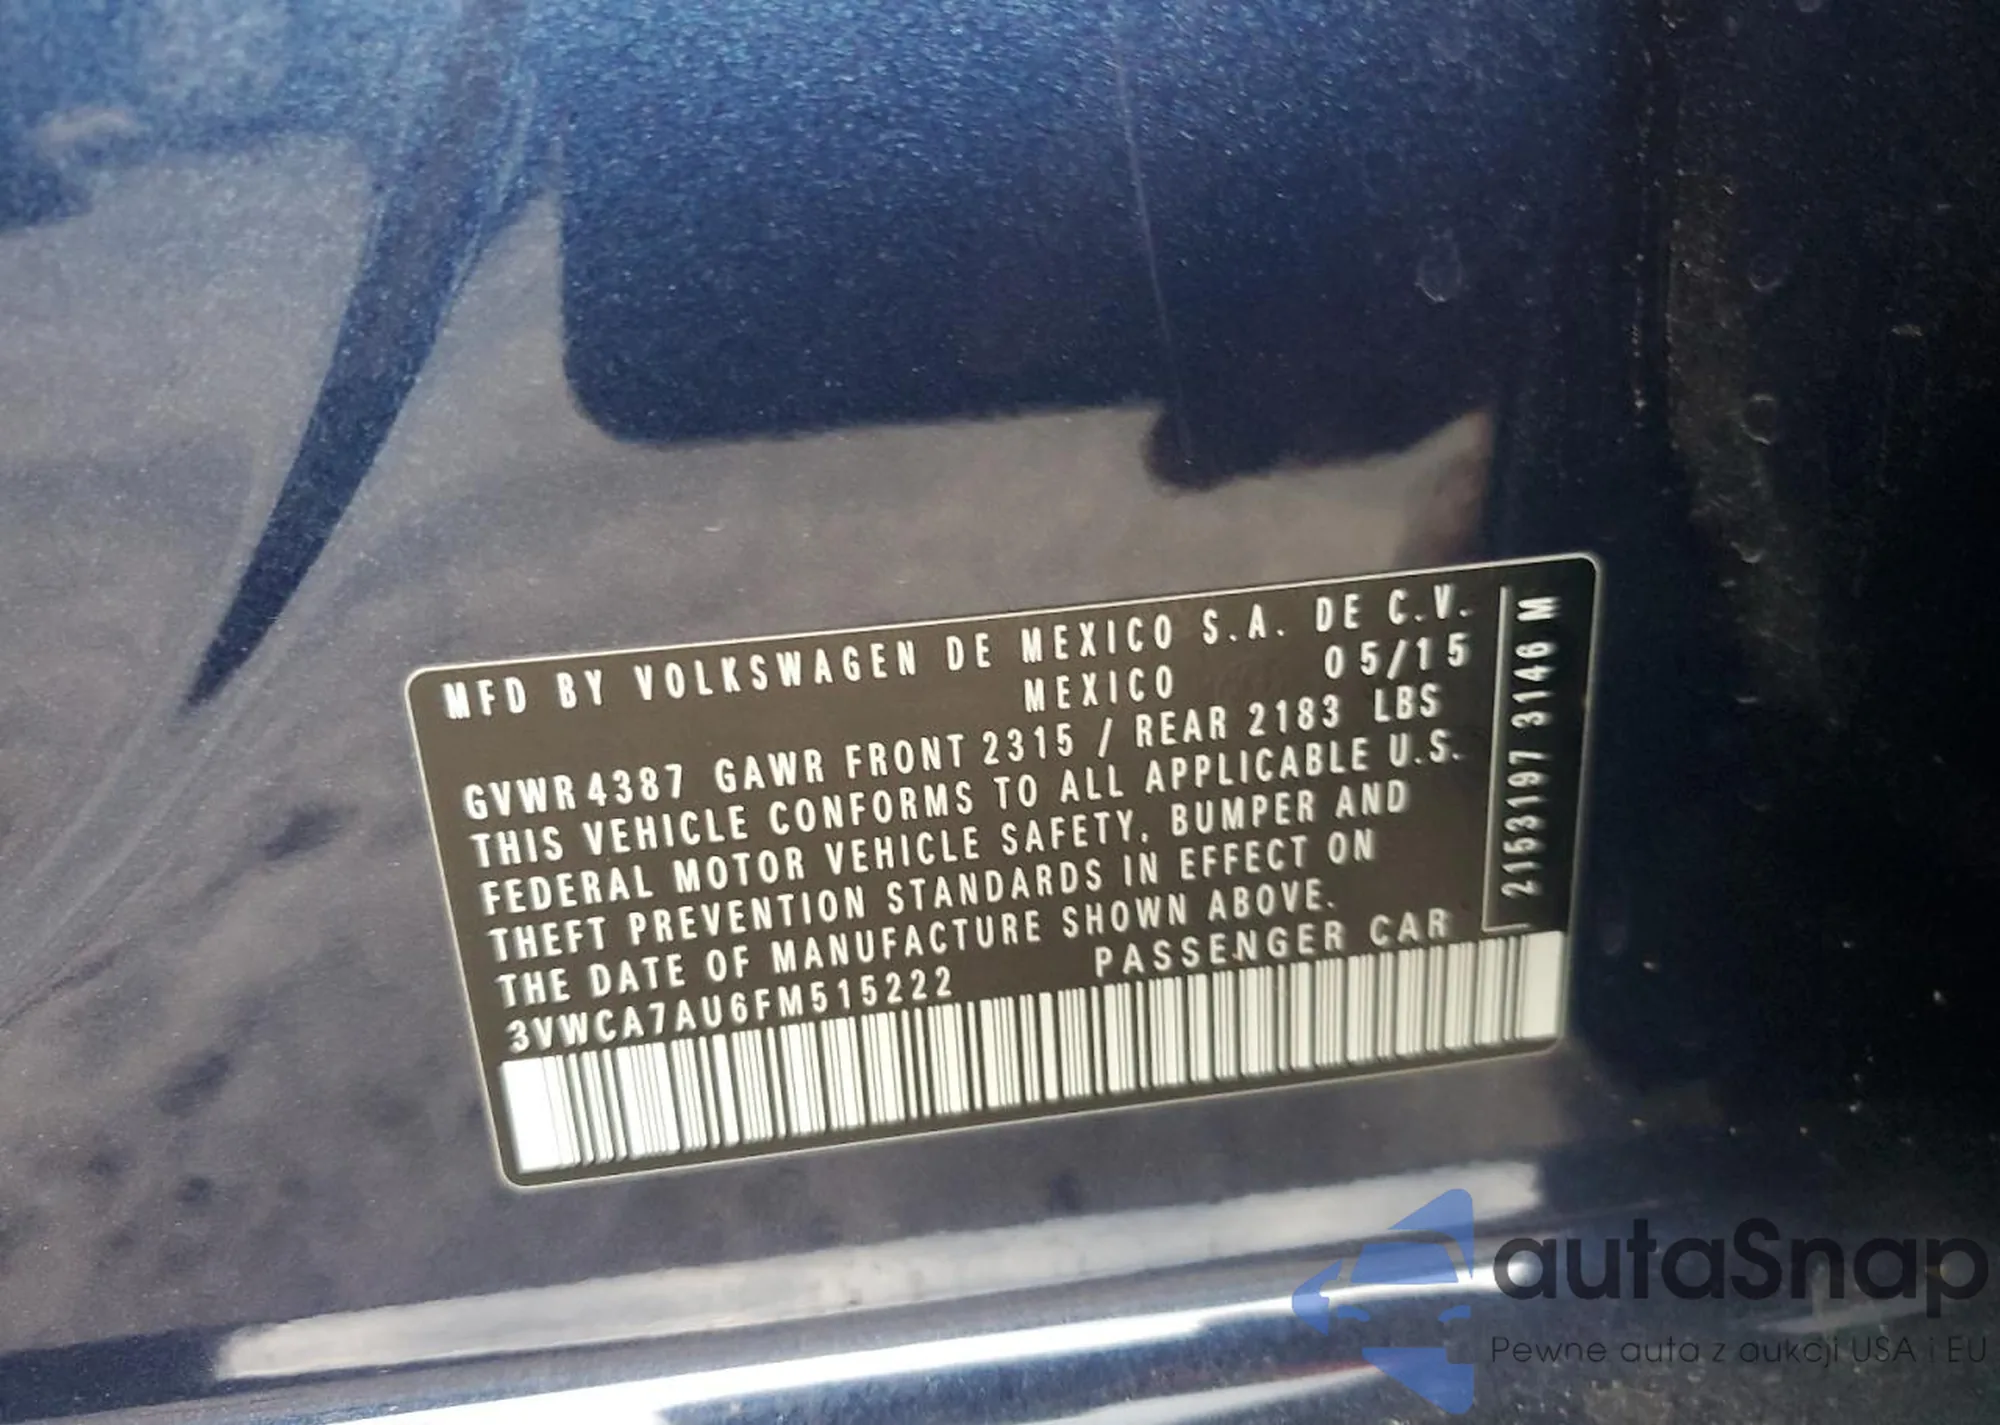 MFD BY VOLKSWAGEN DE MEXICO S.A. DE C.V.
MEXICO 05/15
GVWR 4387 GAWR FRONT 2315 / REAR 2183 LBS
THIS VEHICLE CONFORMS TO ALL APPLICABLE U.S.
FEDERAL MOTOR VEHICLE SAFETY, BUMPER AND
THEFT PREVENTION STANDARDS IN EFFECT ON
THE DATE OF MANUFACTURE SHOWN ABOVE.
3VWCA7AU6FM515222 PASSENGER CAR
2153197 3146 M
autaSnap
Pewne auta z aukcji USA i EU